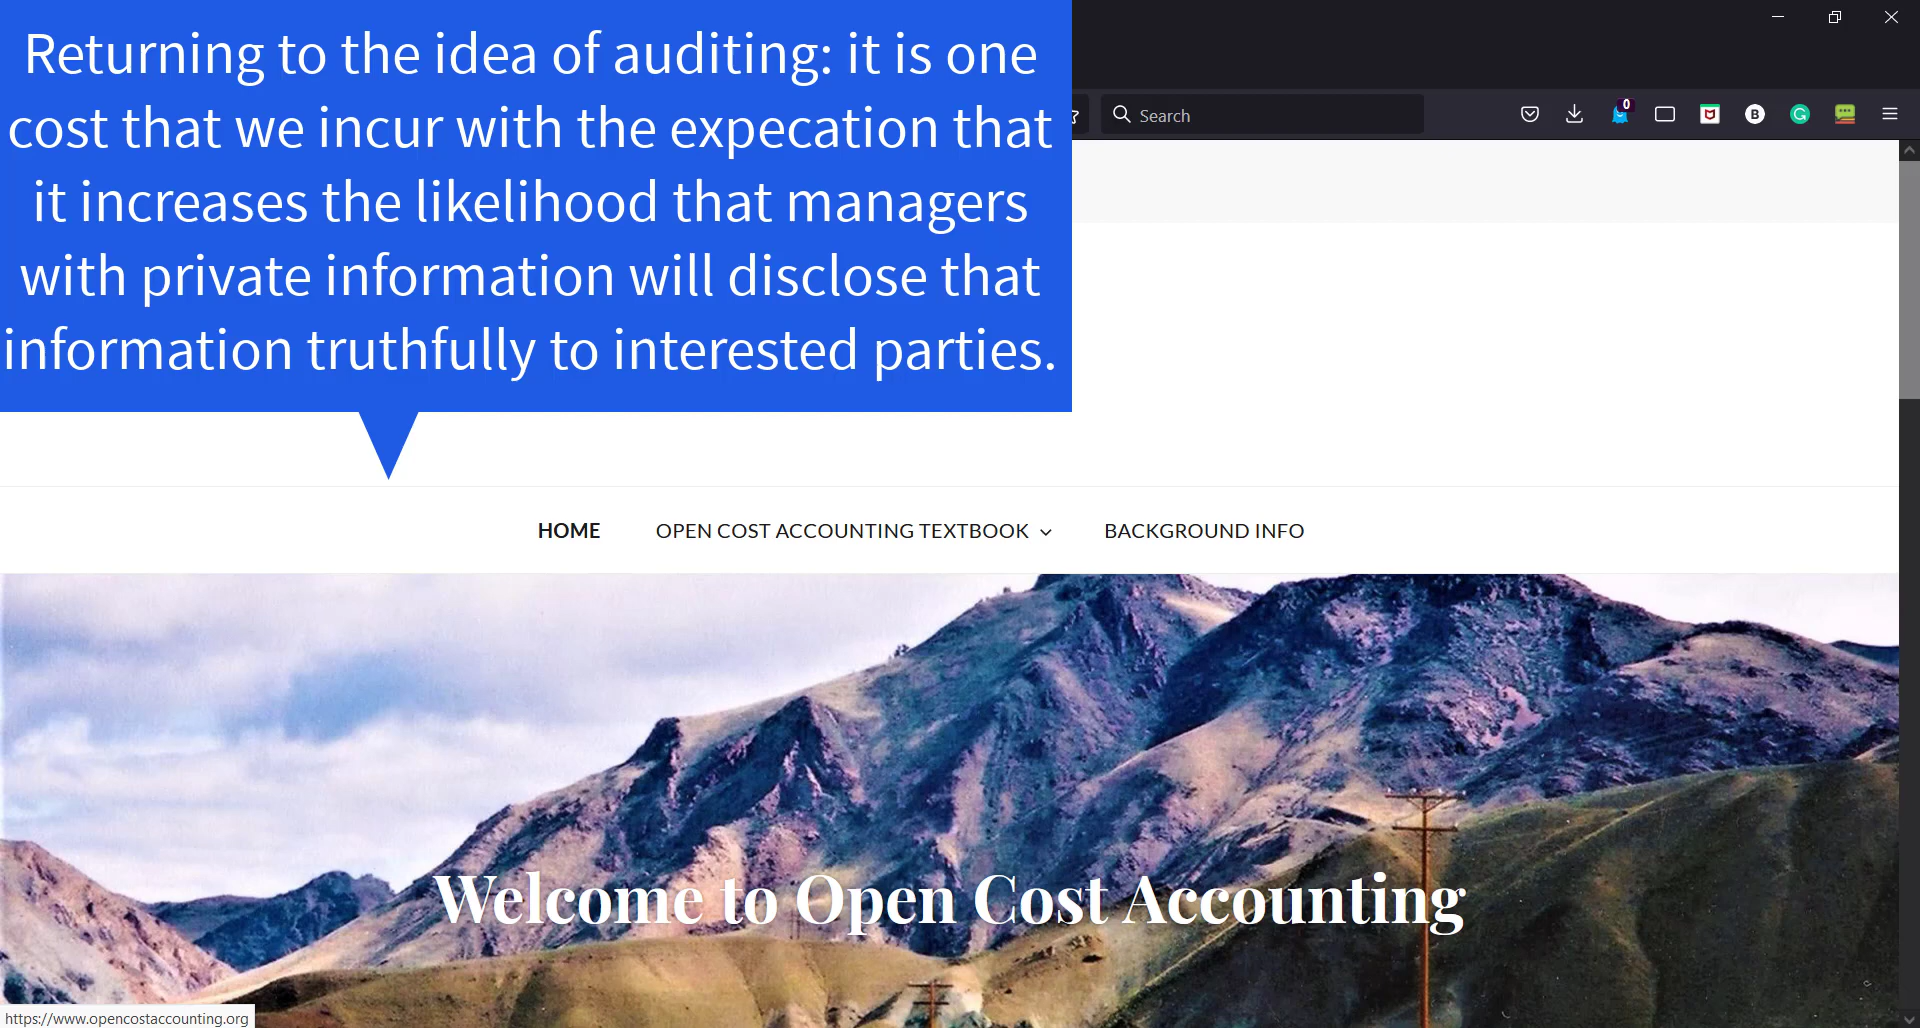 Returning to the idea of auditing: it is one
cost that we incur with the expecation that
it increases the likelihood that managers
with private information will disclose that
information truthfully to interested parties.
Search
0
B
HOME
OPEN COST ACCOUNTING TEXTBOOK
BACKGROUND INFO
Welcome to Open Cost Accounting
https://www.opencostaccounting.org